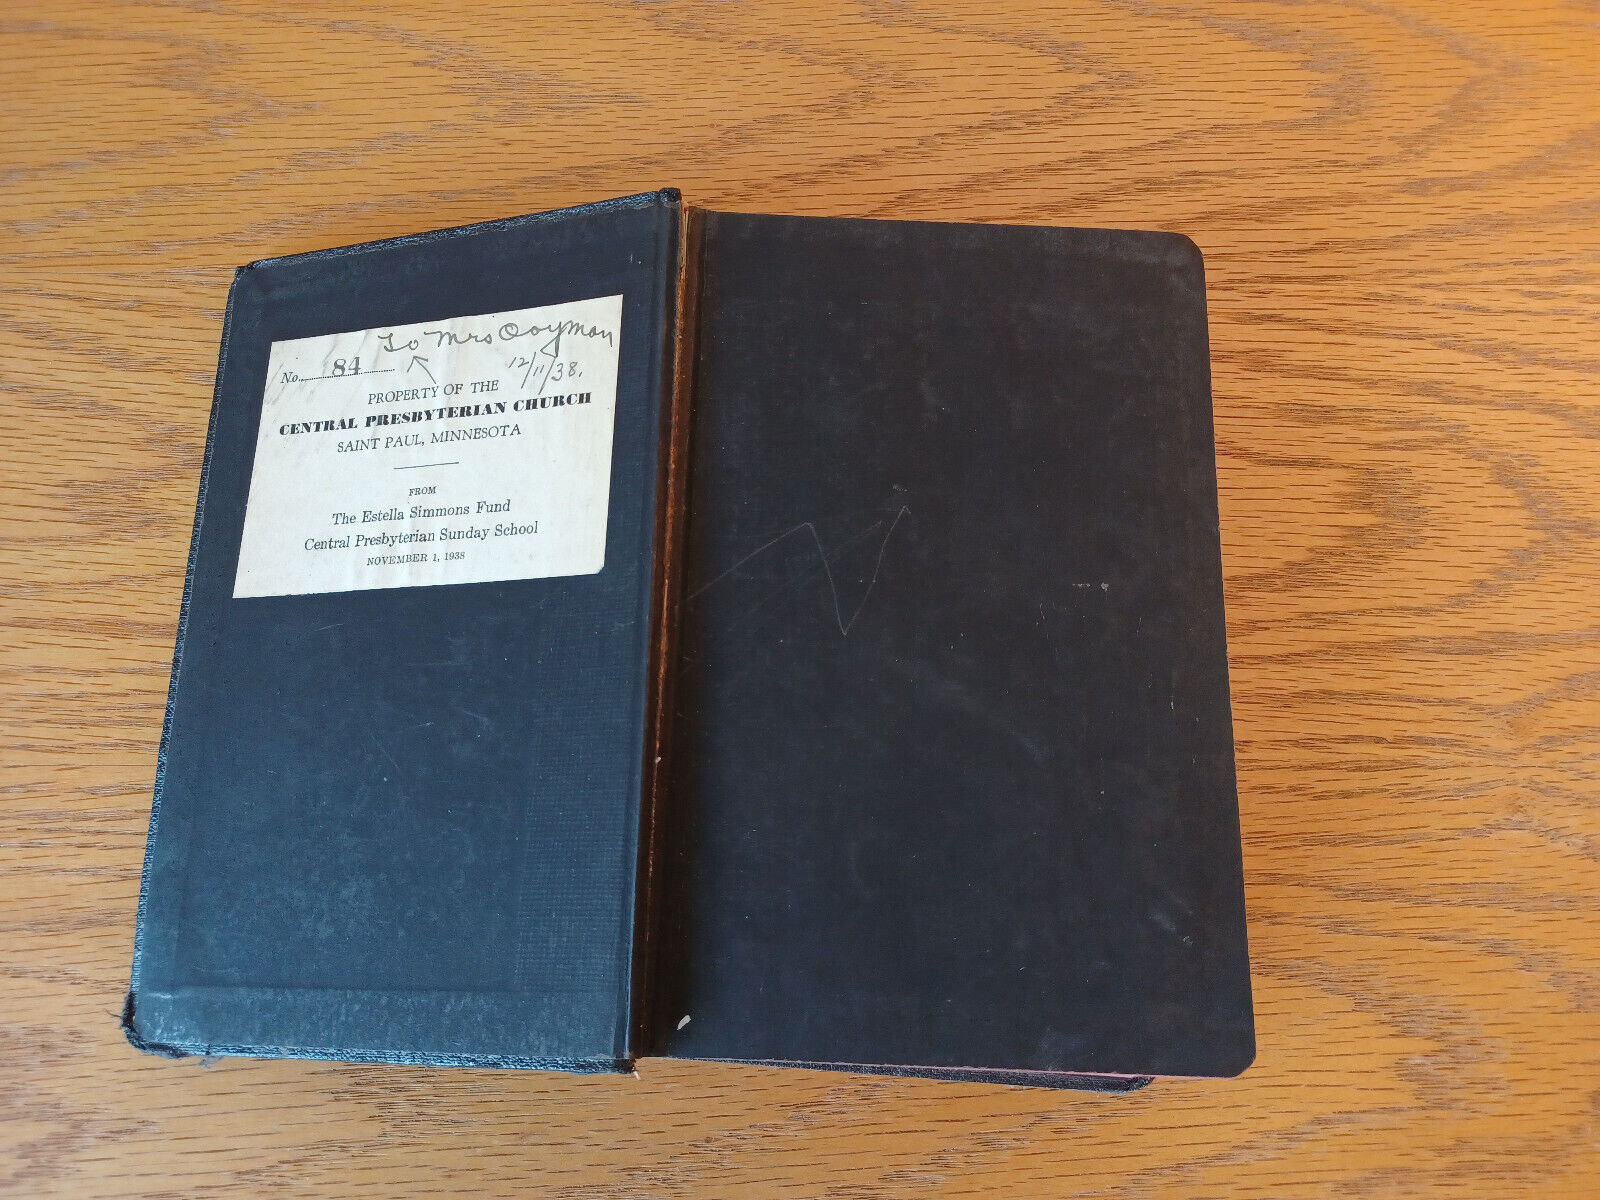 To Mrs
No. 84
12/11/38.
PROPERTY OF THE
CENTRAL PRESBYTERIAN CHURCH
SAINT PAUL, MINNESOTA
FROM
The Estella Simmons Fund
Central Presbyterian Sunday School
NOVEMBER 1, 1938